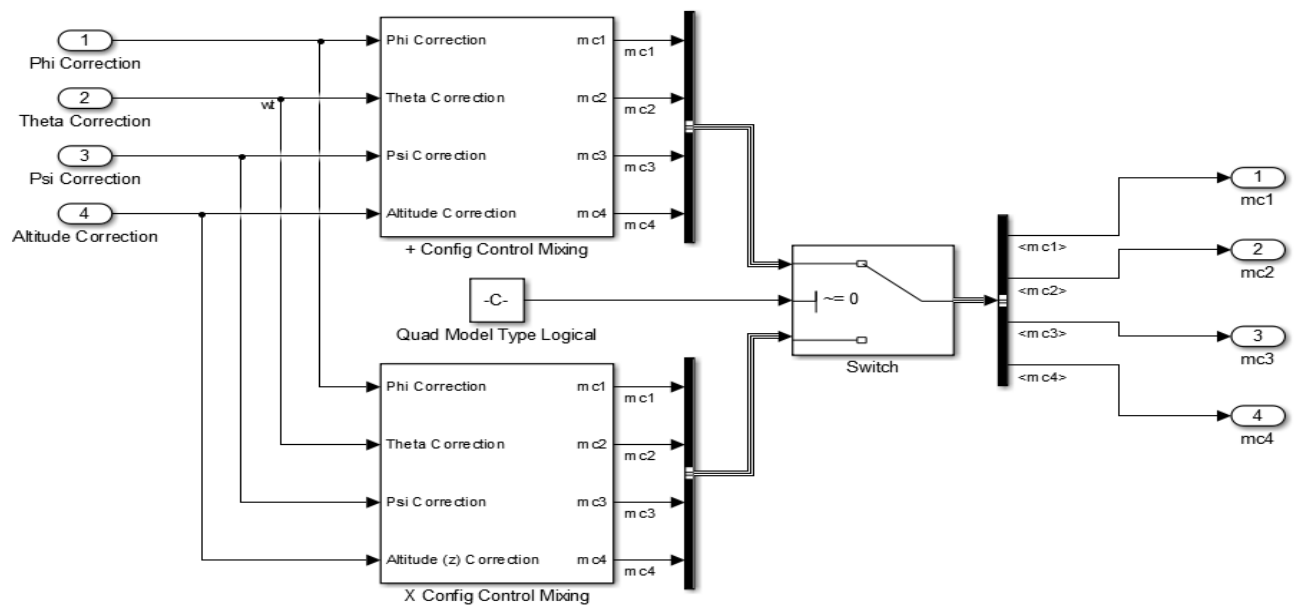 1
Phi Correction
2
Theta Correction
3
Psi Correction
4
Altitude Correction
wt
Phi Correction
Theta Correction
Psi Correction
Altitude Correction
mc1
mc2
mc3
mc4
mc1
mc2
mc3
mc4
+ Config Control Mixing
-C-
Quad Model Type Logical
Phi Correction
Theta Correction
Psi Correction
Altitude (z) Correction
mc1
mc2
mc3
mc4
mc1
mc2
mc3
mc4
X Config Control Mixing
~= 0
Switch
<mc1>
<mc2>
<mc3>
<mc4>
1
mc1
2
mc2
3
mc3
4
mc4